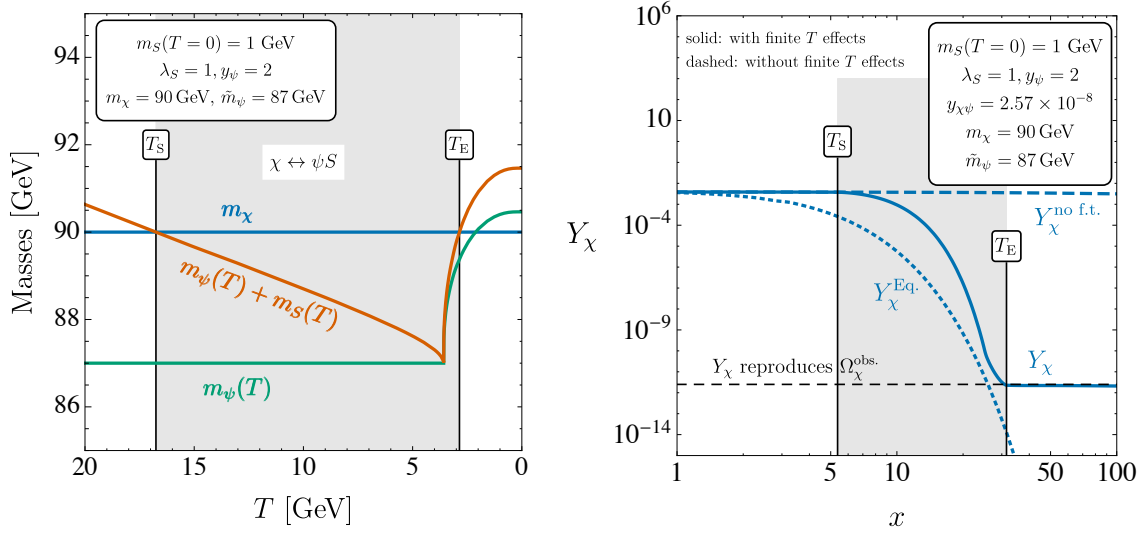 95
94
92
90
88
86
20
15
10
5
0
Masses [GeV]
T [GeV]
m_S(T = 0) = 1 GeV
λ_S = 1, y_ψ = 2
m_χ = 90 GeV, m̃_ψ = 87 GeV
T_S
T_E
χ ↔ ψS
m_χ
m_ψ(T) + m_S(T)
m_ψ(T)
10^6
10
10^{-4}
10^{-9}
10^{-14}
1
5
10
50
100
Y_χ
x
solid: with finite T effects
dashed: without finite T effects
m_S(T = 0) = 1 GeV
λ_S = 1, y_ψ = 2
y_{χψ} = 2.57 × 10^{-8}
m_χ = 90 GeV
m̃_ψ = 87 GeV
T_S
T_E
Y_χ^{no f.t.}
Y_χ^{Eq.}
Y_χ
Y_χ reproduces Ω_χ^{obs.}